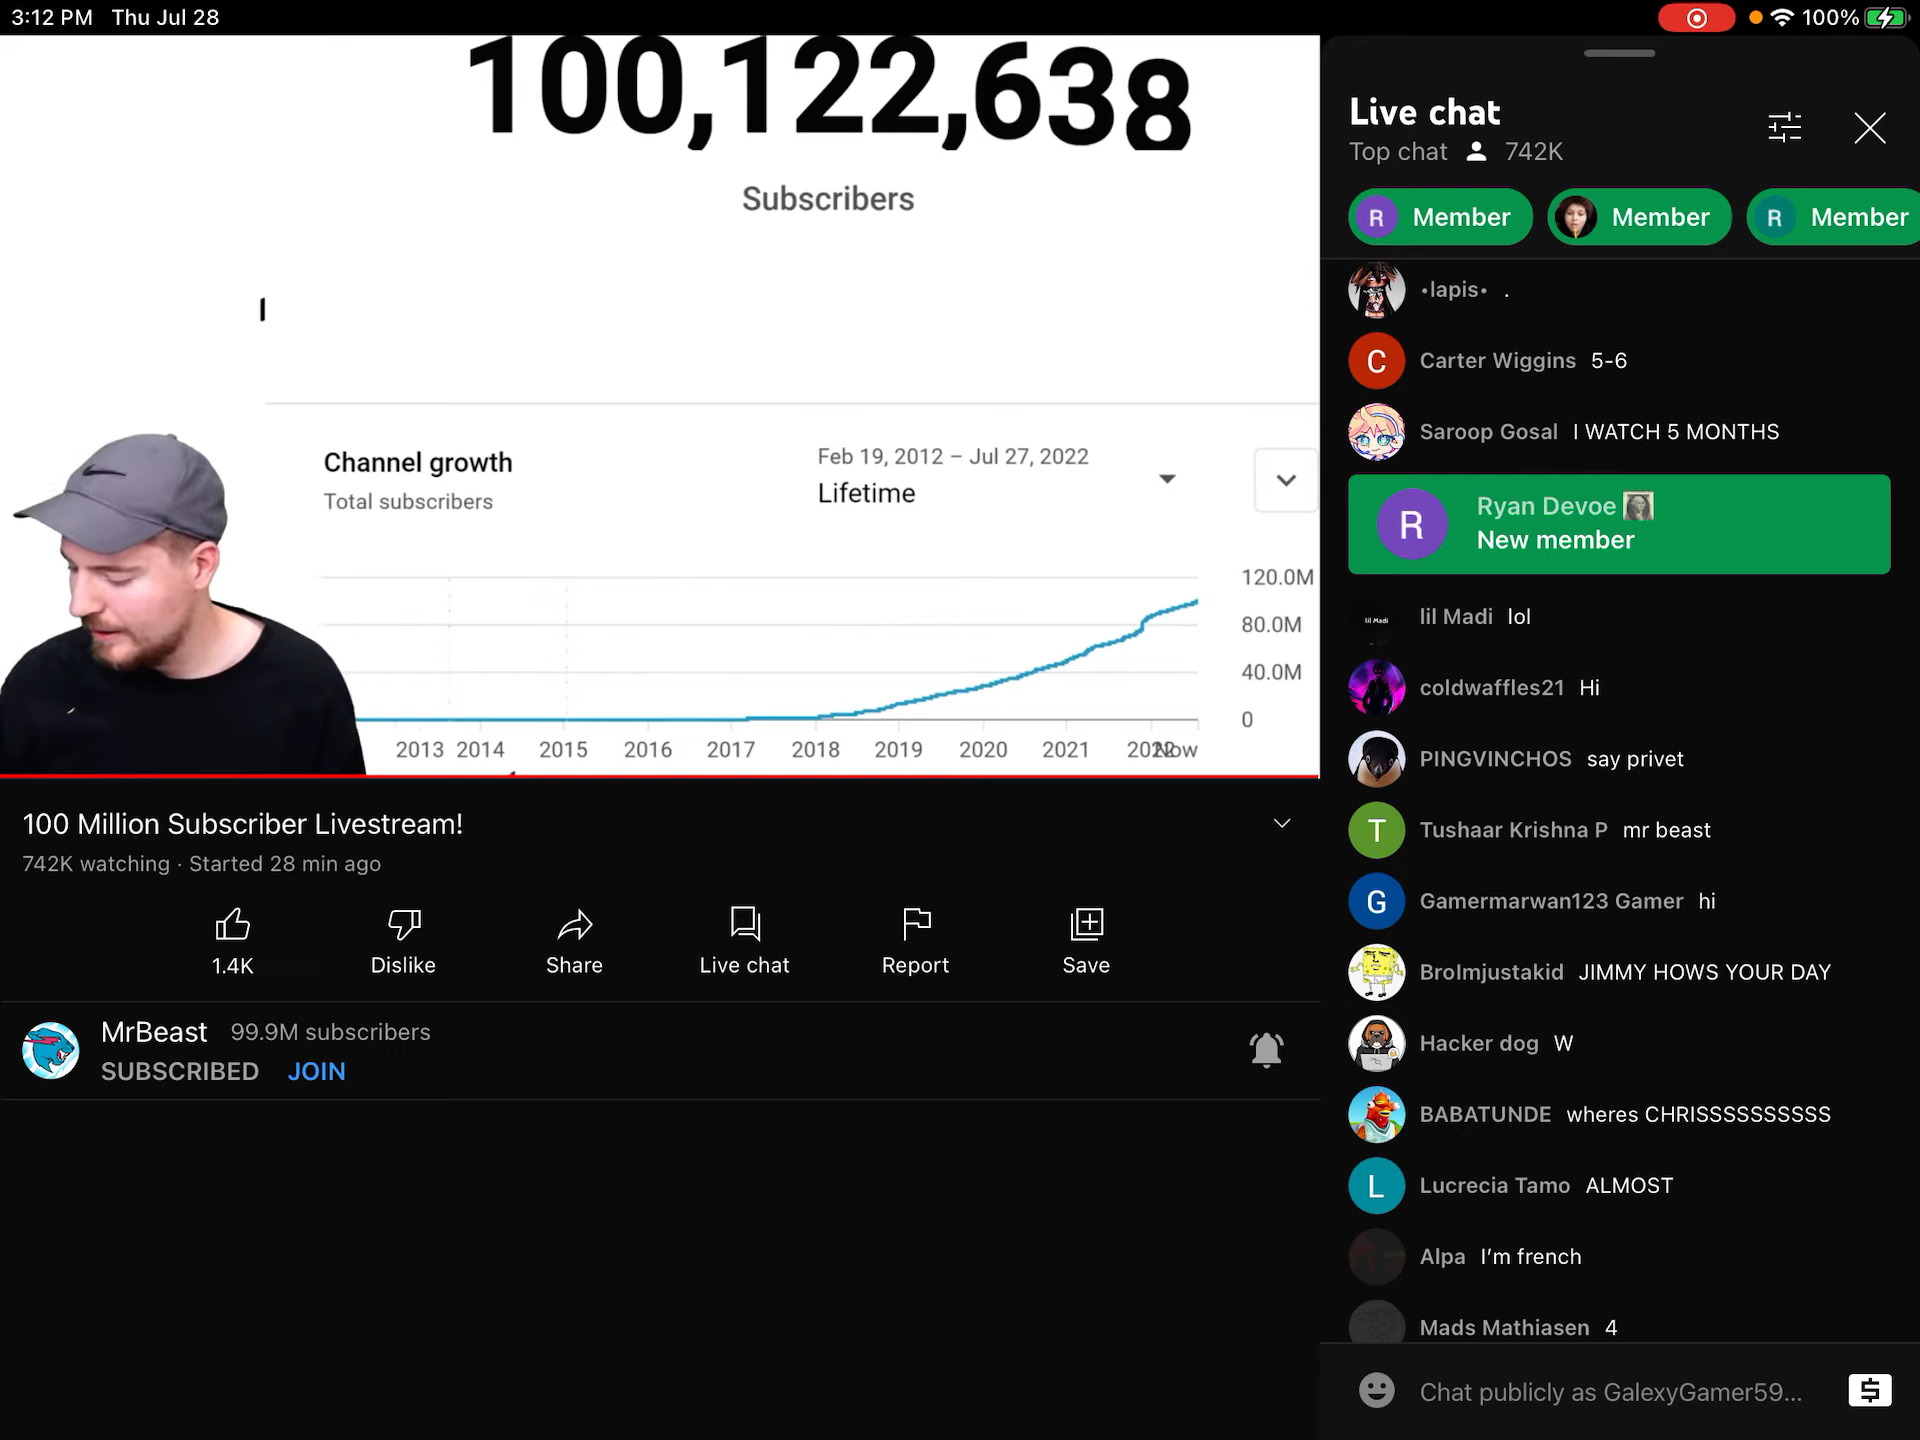 3:12 PM Thu Jul 28
100%
100,122,638
Subscribers
Channel growth
Total subscribers
Feb 19, 2012 – Jul 27, 2022
Lifetime
120.0M
80.0M
40.0M
0
2013 2014 2015 2016 2017 2018 2019 2020 2021 2022 Now
100 Million Subscriber Livestream!
742K watching · Started 28 min ago
1.4K Dislike Share Live chat Report Save
MrBeast 99.9M subscribers
SUBSCRIBED JOIN
Live chat
Top chat 742K
R Member Member R Member
•lapis• .
C Carter Wiggins 5-6
Saroop Gosal I WATCH 5 MONTHS
R Ryan Devoe
New member
lil Madi lil Madi lol
coldwaffles21 Hi
PINGVINCHOS say privet
T Tushaar Krishna P mr beast
G Gamermarwan123 Gamer hi
BroImjustakid JIMMY HOWS YOUR DAY
Hacker dog W
BABATUNDE wheres CHRISSSSSSSSSS
L Lucrecia Tamo ALMOST
Alpa I’m french
Mads Mathiasen 4
Chat publicly as GalexyGamer59...
$